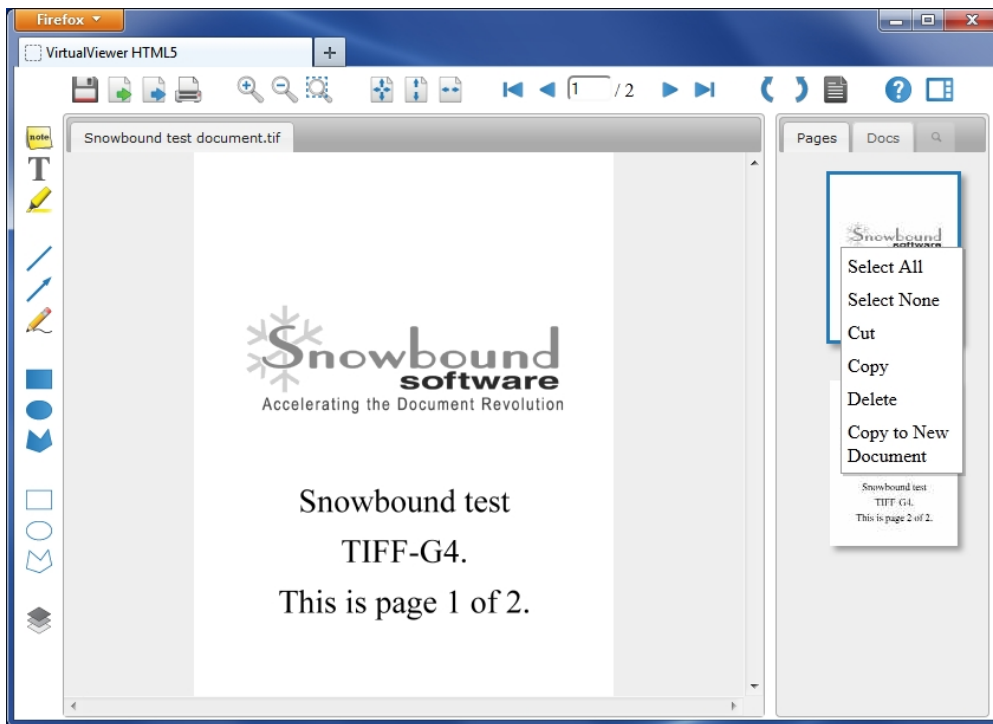 Firefox
VirtualViewer HTML5
1 / 2
note
T
Snowbound test document.tif
Snowbound
software
Accelerating the Document Revolution
Snowbound test
TIFF-G4.
This is page 1 of 2.
Pages Docs
Snowbound
software
Select All
Select None
Cut
Copy
Delete
Copy to New
Document
Snowbound test
TIFF-G4.
This is page 2 of 2.